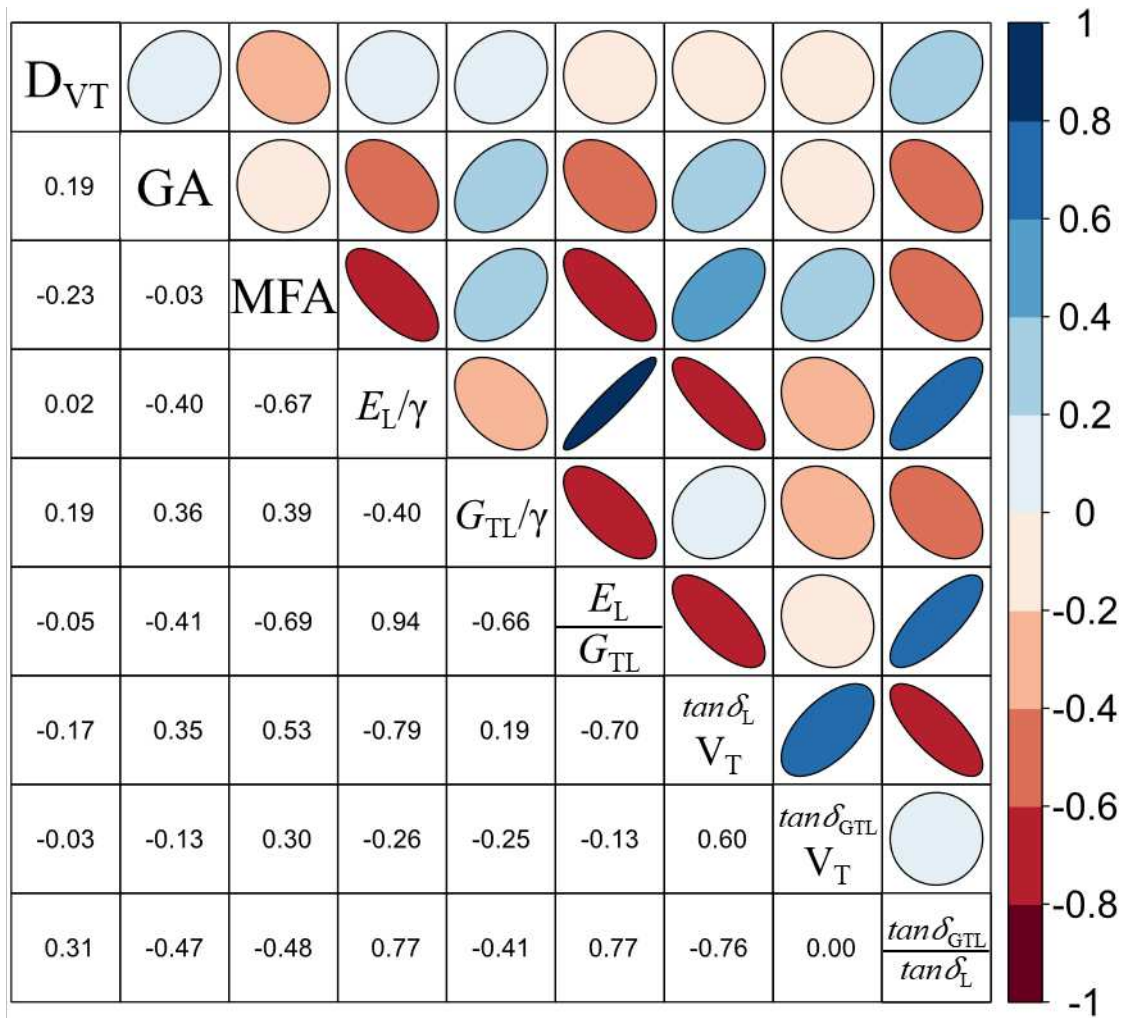 D_VT
0.19 GA
-0.23 -0.03 MFA
0.02 -0.40 -0.67 E_L/γ
0.19 0.36 0.39 -0.40 G_TL/γ
-0.05 -0.41 -0.69 0.94 -0.66 E_L
G_TL
-0.17 0.35 0.53 -0.79 0.19 -0.70 tanδ_L
V_T
-0.03 -0.13 0.30 -0.26 -0.25 -0.13 0.60 tanδ_GTL
V_T
0.31 -0.47 -0.48 0.77 -0.41 0.77 -0.76 0.00 tanδ_GTL
tanδ_L
1
0.8
0.6
0.4
0.2
0
-0.2
-0.4
-0.6
-0.8
-1